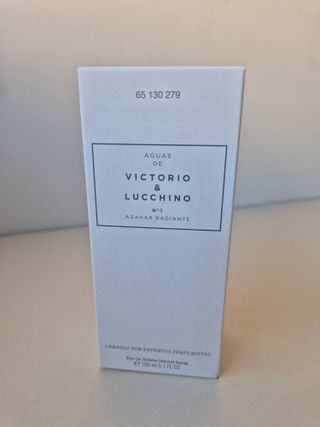 65 130 279
AGUAS
DE
VICTORIO
&
LUCCHINO
Nº1
AZAHAR RADIANTE
CREADAS POR EXPERTOS PERFUMISTAS
Eau de Toilette Natural Spray
150 ml 5.1 FL OZ